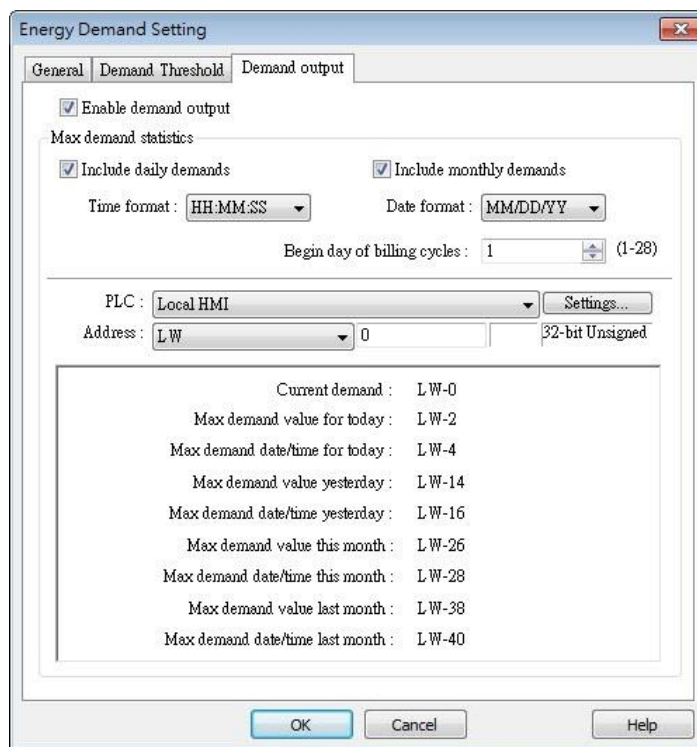 Energy Demand Setting
General Demand Threshold Demand output
Enable demand output
Max demand statistics
Include daily demands Include monthly demands
Time format : HH:MM:SS Date format : MM/DD/YY
Begin day of billing cycles : 1 (1-28)
PLC : Local HMI Settings...
Address : LW 0 32-bit Unsigned
Current demand : LW-0
Max demand value for today : LW-2
Max demand date/time for today : LW-4
Max demand value yesterday : LW-14
Max demand date/time yesterday : LW-16
Max demand value this month : LW-26
Max demand date/time this month : LW-28
Max demand value last month : LW-38
Max demand date/time last month : LW-40
OK Cancel Help